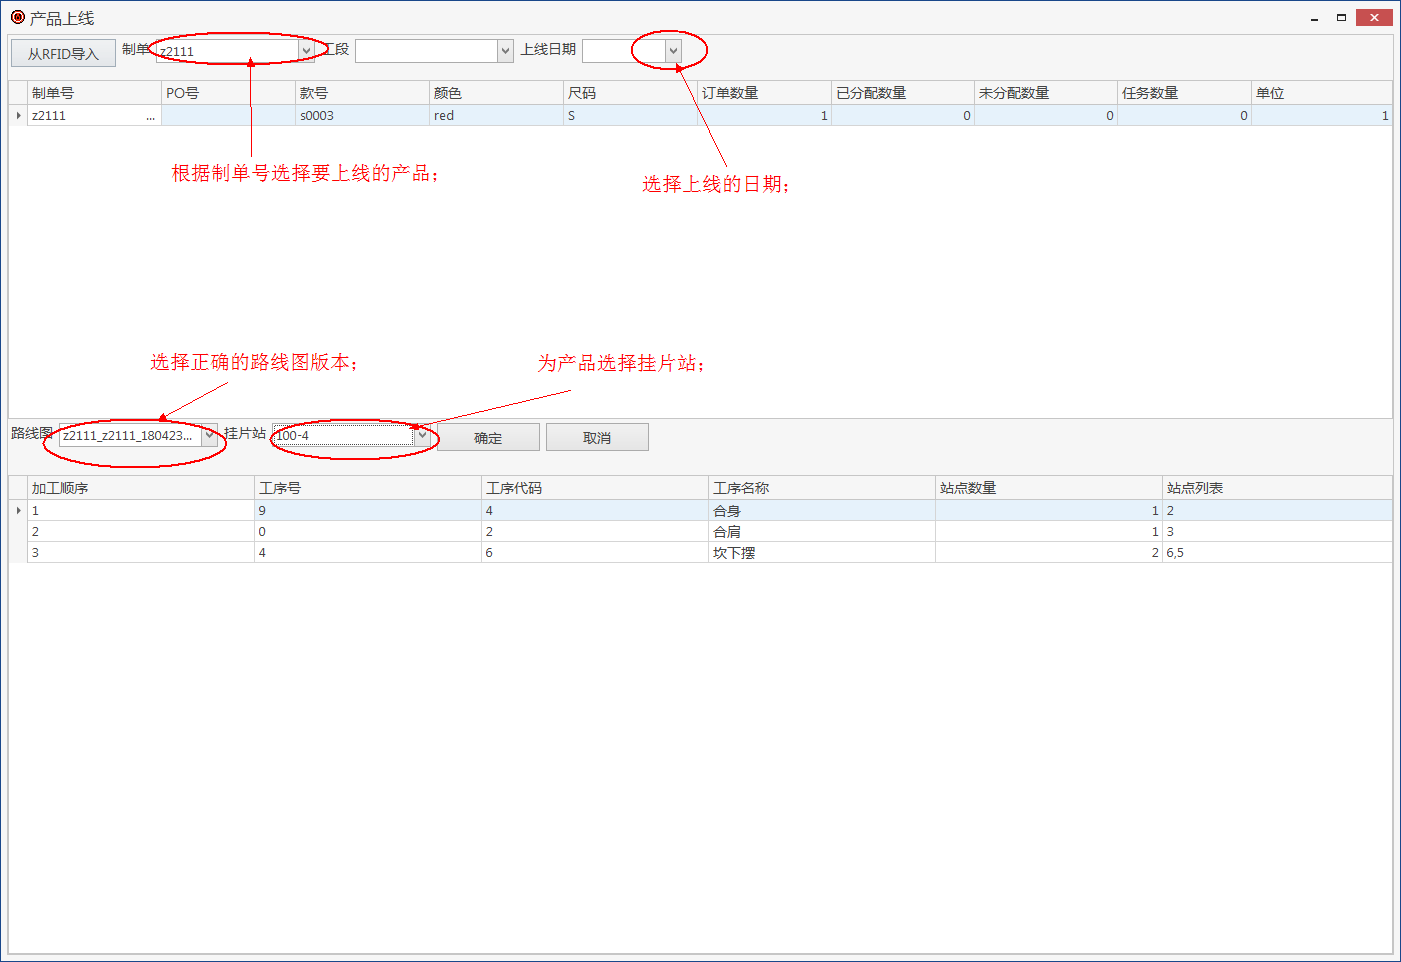 产品上线
从RFID导入 制单 z2111 工段 上线日期
制单号 PO号 款号 颜色 尺码 订单数量 已分配数量 未分配数量 任务数量 单位
z2111 ... s0003 red S 1 0 0 0 1
根据制单号选择要上线的产品；
选择上线的日期；
选择正确的路线图版本；
为产品选择挂片站；
路线图 z2111_z2111_180423... 挂片站 100-4 确定 取消
加工顺序 工序号 工序代码 工序名称 站点数量 站点列表
1 9 4 合身 1 2
2 0 2 合肩 1 3
3 4 6 坎下摆 2 6,5